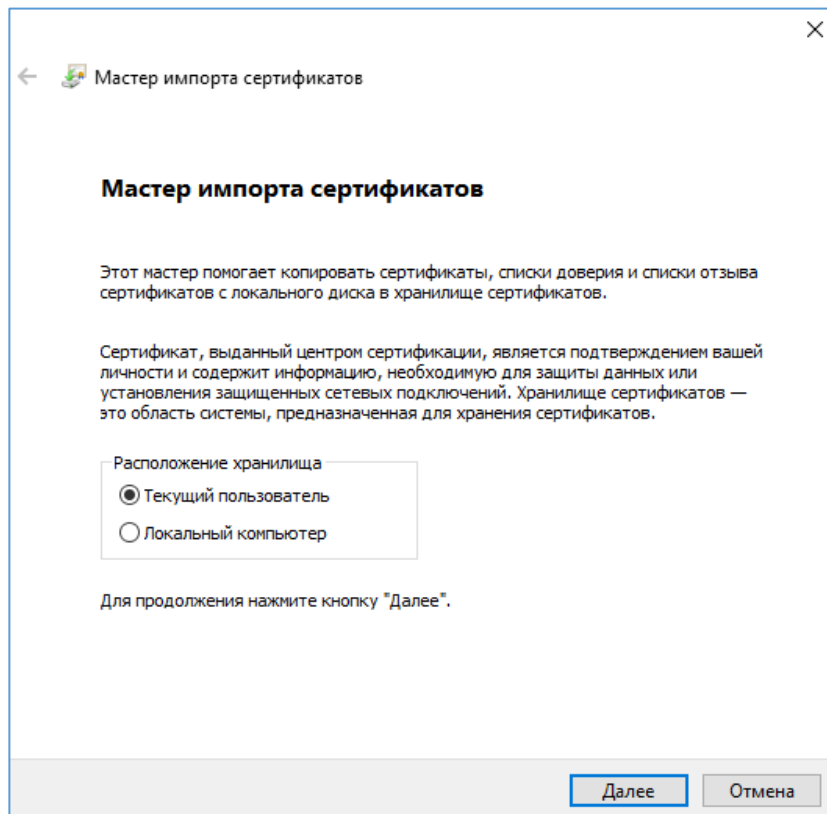 Мастер импорта сертификатов
Мастер импорта сертификатов
Этот мастер помогает копировать сертификаты, списки доверия и списки отзыва
сертификатов с локального диска в хранилище сертификатов.
Сертификат, выданный центром сертификации, является подтверждением вашей
личности и содержит информацию, необходимую для защиты данных или
установления защищенных сетевых подключений. Хранилище сертификатов —
это область системы, предназначенная для хранения сертификатов.
Расположение хранилища
Текущий пользователь
Локальный компьютер
Для продолжения нажмите кнопку "Далее".
Далее Отмена